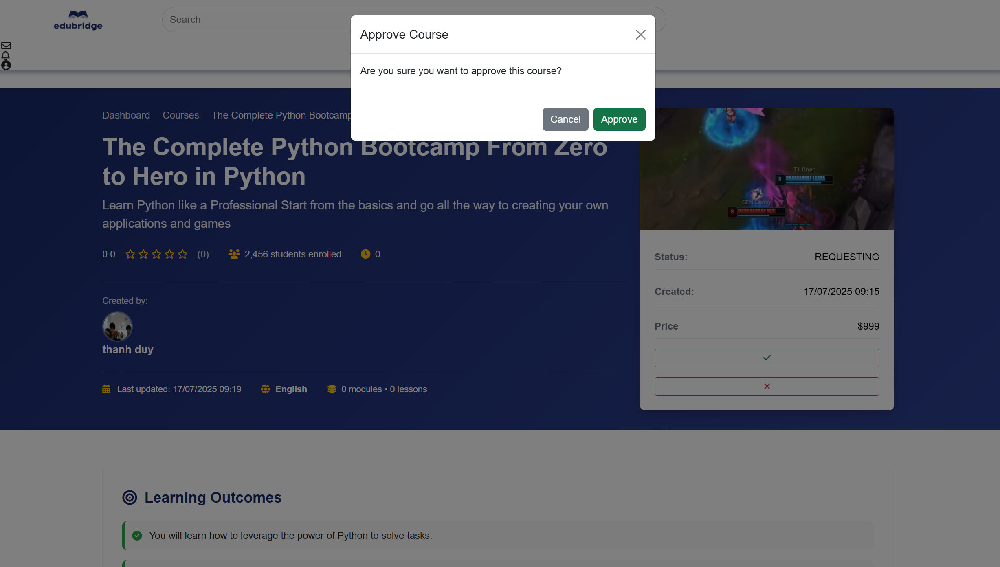 edubridge
Search
Approve Course
Are you sure you want to approve this course?
Cancel
Approve
Dashboard
Courses
The Complete Python Bootcamp
The Complete Python Bootcamp From Zero
to Hero in Python
Learn Python like a Professional Start from the basics and go all the way to creating your own
applications and games
0.0
(0)
2,456 students enrolled
0
Created by:
thanh duy
Last updated: 17/07/2025 09:19
English
0 modules • 0 lessons
T1 Oner
8
GEN Chovy
8
Status:
REQUESTING
Created:
17/07/2025 09:15
Price
$999
Learning Outcomes
You will learn how to leverage the power of Python to solve tasks.